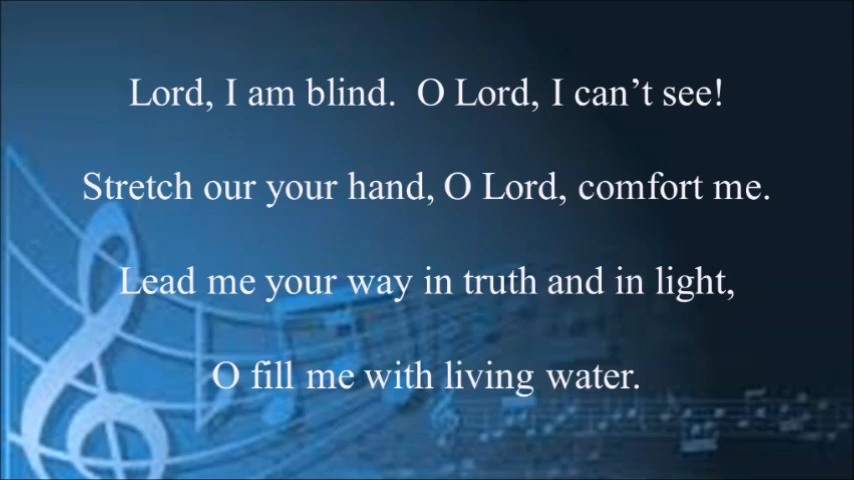 Lord, I am blind.  O Lord, I can’t see!
Stretch our your hand, O Lord, comfort me.
Lead me your way in truth and in light,
O fill me with living water.